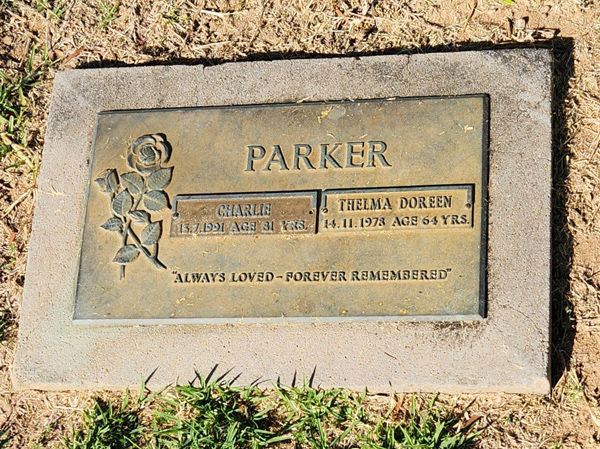 PARKER
CHARLIE
13.7.1991 AGE 81 YRS.
THELMA DOREEN
14.11.1973 AGE 64 YRS.
"ALWAYS LOVED - FOREVER REMEMBERED"